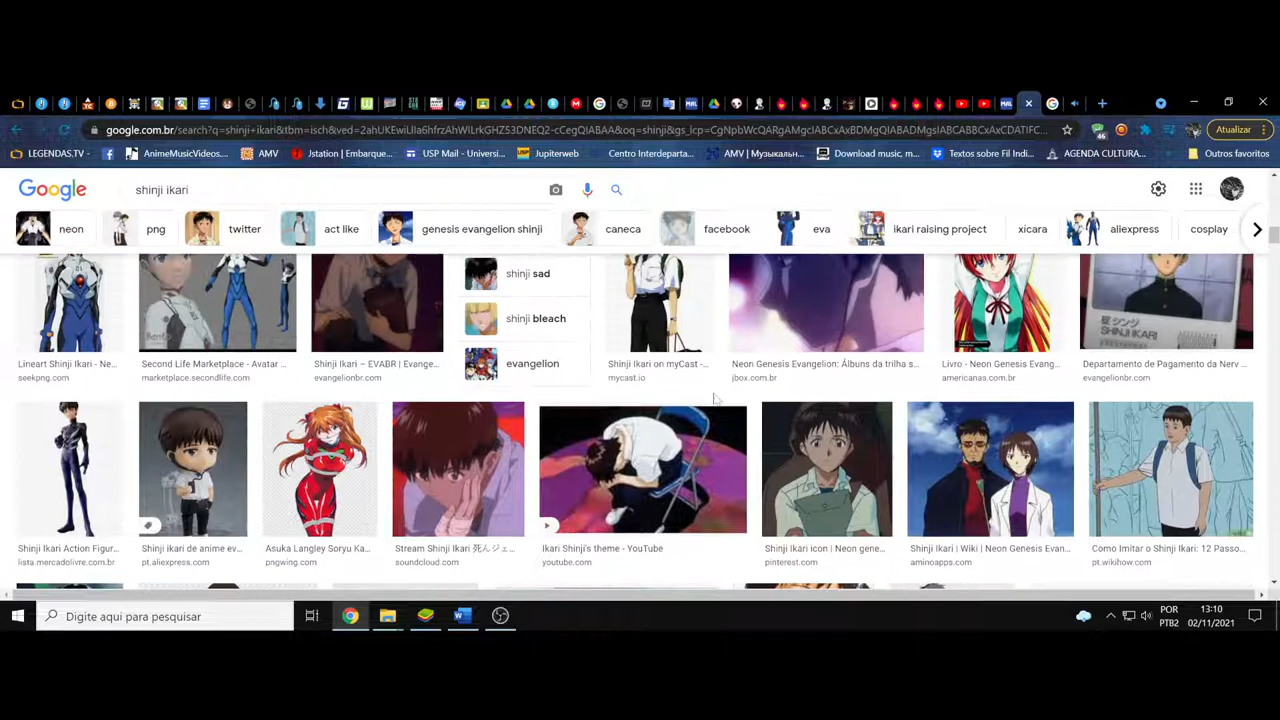 google.com.br/search?q=shinji+ikari&tbm=isch&ved=2ahUKEwiLlIa6hfrzAhWILrkGHZ53DNEQ2-cCegQIABAA&oq=shinji&gs_lcp=CgNpbWcQARgAMgcIABCxAxBDMgQIABADMgsIABCABBCxAxCDATIFC...
Atualizar
LEGENDAS.TV
AnimeMusicVideos....
AMV
Jstation | Embarque...
USP Mail - Universi...
Jupiterweb
Centro Interdeparta...
AMV | Музыкальн...
Download music, m...
Textos sobre Fil Indi...
AGENDA CULTURA...
Outros favoritos
Google
shinji ikari
neon
png
twitter
act like
genesis evangelion shinji
caneca
facebook
eva
ikari raising project
xicara
aliexpress
cosplay
shinji sad
shinji bleach
evangelion
SHINJI IKARI
Lineart Shinji Ikari - Ne...
Second Life Marketplace - Avatar ...
Shinji Ikari – EVABR | Evange...
Shinji Ikari on myCast -...
Neon Genesis Evangelion: Álbuns da trilha s...
Livro - Neon Genesis Evang...
Departamento de Pagamento da Nerv ...
seekpng.com
marketplace.secondlife.com
evangelionbr.com
mycast.io
jbox.com.br
americanas.com.br
evangelionbr.com
Shinji Ikari Action Figur...
Shinji ikari de anime ev...
Asuka Langley Soryu Ka...
Stream Shinji Ikari 死んジェ...
Ikari Shinji's theme - YouTube
Shinji Ikari icon | Neon gene...
Shinji Ikari | Wiki | Neon Genesis Evan...
Como Imitar o Shinji Ikari: 12 Passo...
lista.mercadolivre.com.br
pt.aliexpress.com
pngwing.com
soundcloud.com
youtube.com
pinterest.com
aminoapps.com
pt.wikihow.com
Digite aqui para pesquisar
POR
PTB2
13:10
02/11/2021